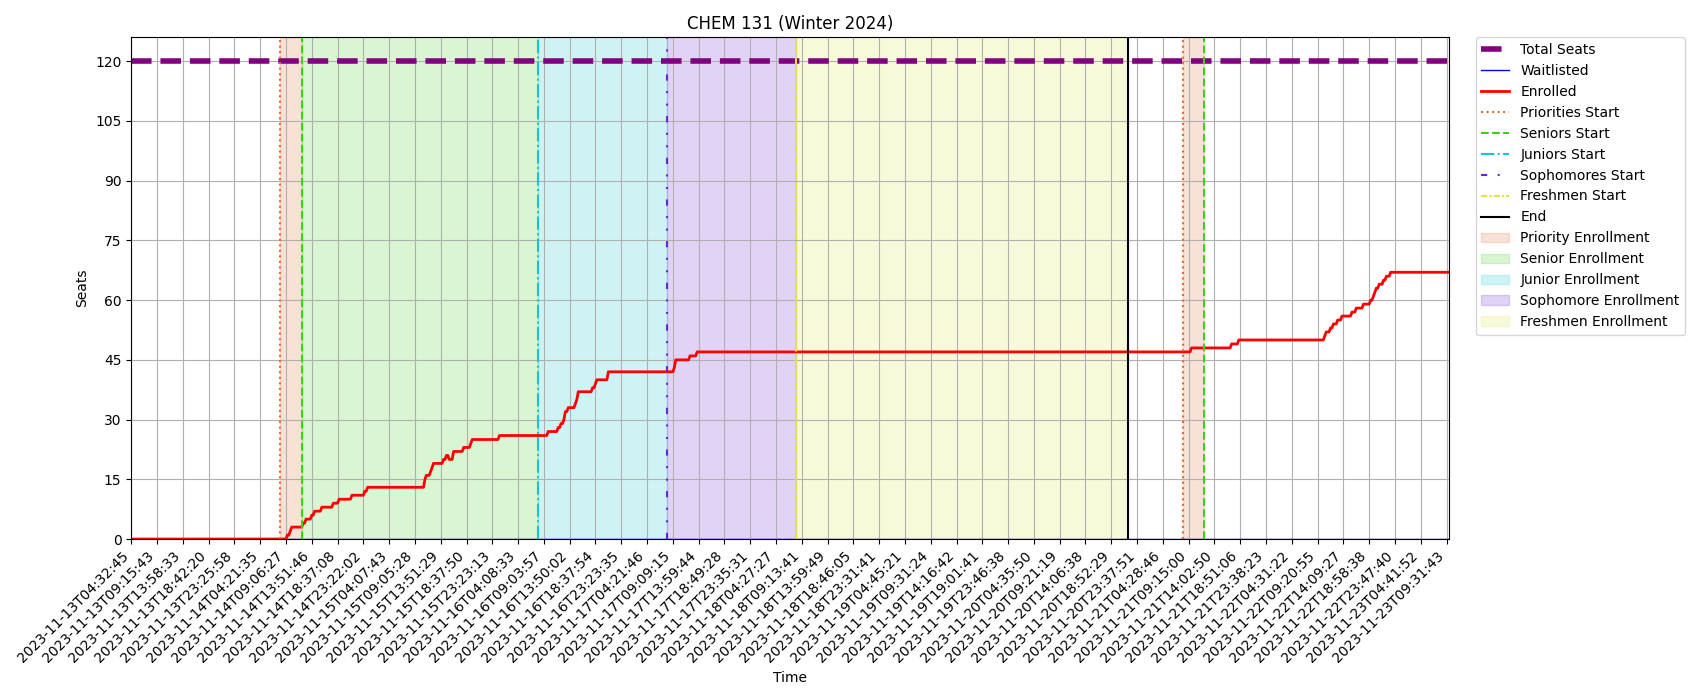 CHEM 131 (Winter 2024)
Seats
120
105
90
75
60
45
30
15
0
2023-11-13T04:32:45
2023-11-13T09:15:43
2023-11-13T13:58:33
2023-11-13T18:42:20
2023-11-13T23:25:58
2023-11-14T04:21:35
2023-11-14T09:06:27
2023-11-14T13:51:46
2023-11-14T18:37:08
2023-11-14T23:22:02
2023-11-15T04:07:43
2023-11-15T09:05:28
2023-11-15T13:51:29
2023-11-15T18:37:50
2023-11-15T23:23:13
2023-11-16T04:08:33
2023-11-16T09:03:57
2023-11-16T13:50:02
2023-11-16T18:37:54
2023-11-16T23:23:35
2023-11-17T04:21:46
2023-11-17T09:09:15
2023-11-17T13:59:44
2023-11-17T18:49:28
2023-11-17T23:35:31
2023-11-18T04:27:27
2023-11-18T09:13:41
2023-11-18T13:59:49
2023-11-18T18:46:05
2023-11-18T23:31:41
2023-11-19T04:45:21
2023-11-19T09:31:24
2023-11-19T14:16:42
2023-11-19T19:01:41
2023-11-19T23:46:38
2023-11-20T04:35:50
2023-11-20T09:21:19
2023-11-20T14:06:38
2023-11-20T18:52:29
2023-11-20T23:37:51
2023-11-21T04:28:46
2023-11-21T09:15:00
2023-11-21T14:02:50
2023-11-21T18:51:06
2023-11-21T23:38:23
2023-11-22T04:31:22
2023-11-22T09:20:55
2023-11-22T14:09:27
2023-11-22T18:58:38
2023-11-22T23:47:40
2023-11-23T04:41:52
2023-11-23T09:31:43
Time
Total Seats
Waitlisted
Enrolled
Priorities Start
Seniors Start
Juniors Start
Sophomores Start
Freshmen Start
End
Priority Enrollment
Senior Enrollment
Junior Enrollment
Sophomore Enrollment
Freshmen Enrollment